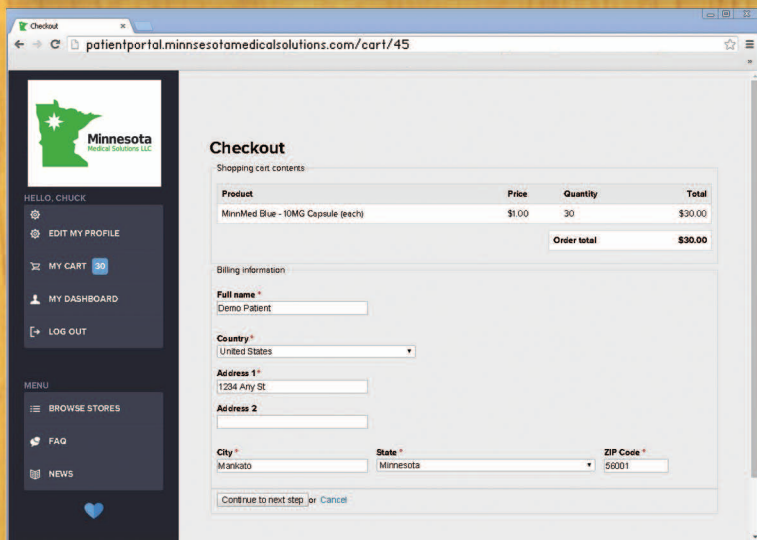 Checkout
patientportal.minnsesotamedicalsolutions.com/cart/45
Minnesota
Medical Solutions LLC
HELLO, CHUCK
EDIT MY PROFILE
MY CART 30
MY DASHBOARD
LOG OUT
MENU
BROWSE STORES
FAQ
NEWS
Checkout
Shopping cart contents
Product Price Quantity Total
MinnMed Blue - 10MG Capsule (each) $1.00 30 $30.00
Order total $30.00
Billing information
Full name *
Demo Patient
Country *
United States
Address 1 *
1234 Any St
Address 2
City * State * ZIP Code *
Mankato Minnesota 56001
Continue to next step or Cancel